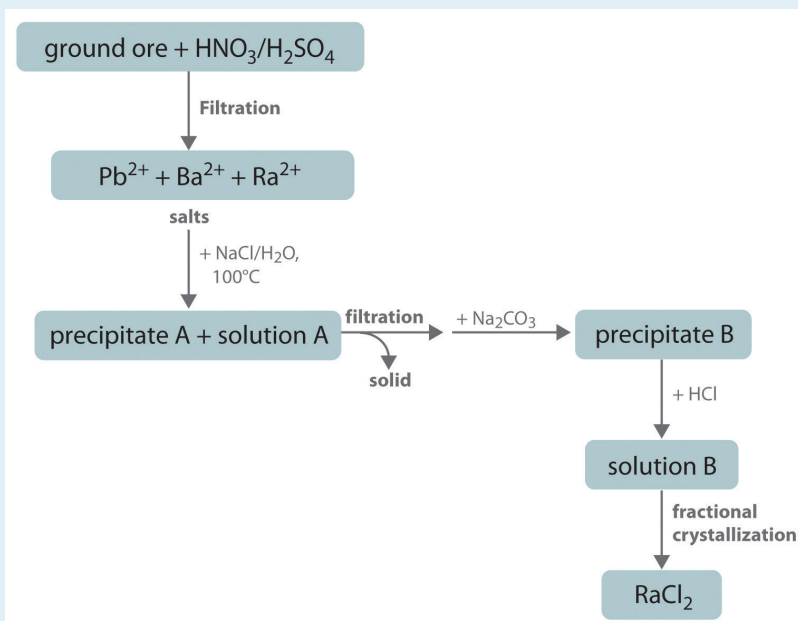 ground ore + HNO₃/H₂SO₄
Filtration
Pb²⁺ + Ba²⁺ + Ra²⁺
salts
+ NaCl/H₂O,
100°C
precipitate A + solution A
filtration
solid
+ Na₂CO₃
precipitate B
+ HCl
solution B
fractional
crystallization
RaCl₂